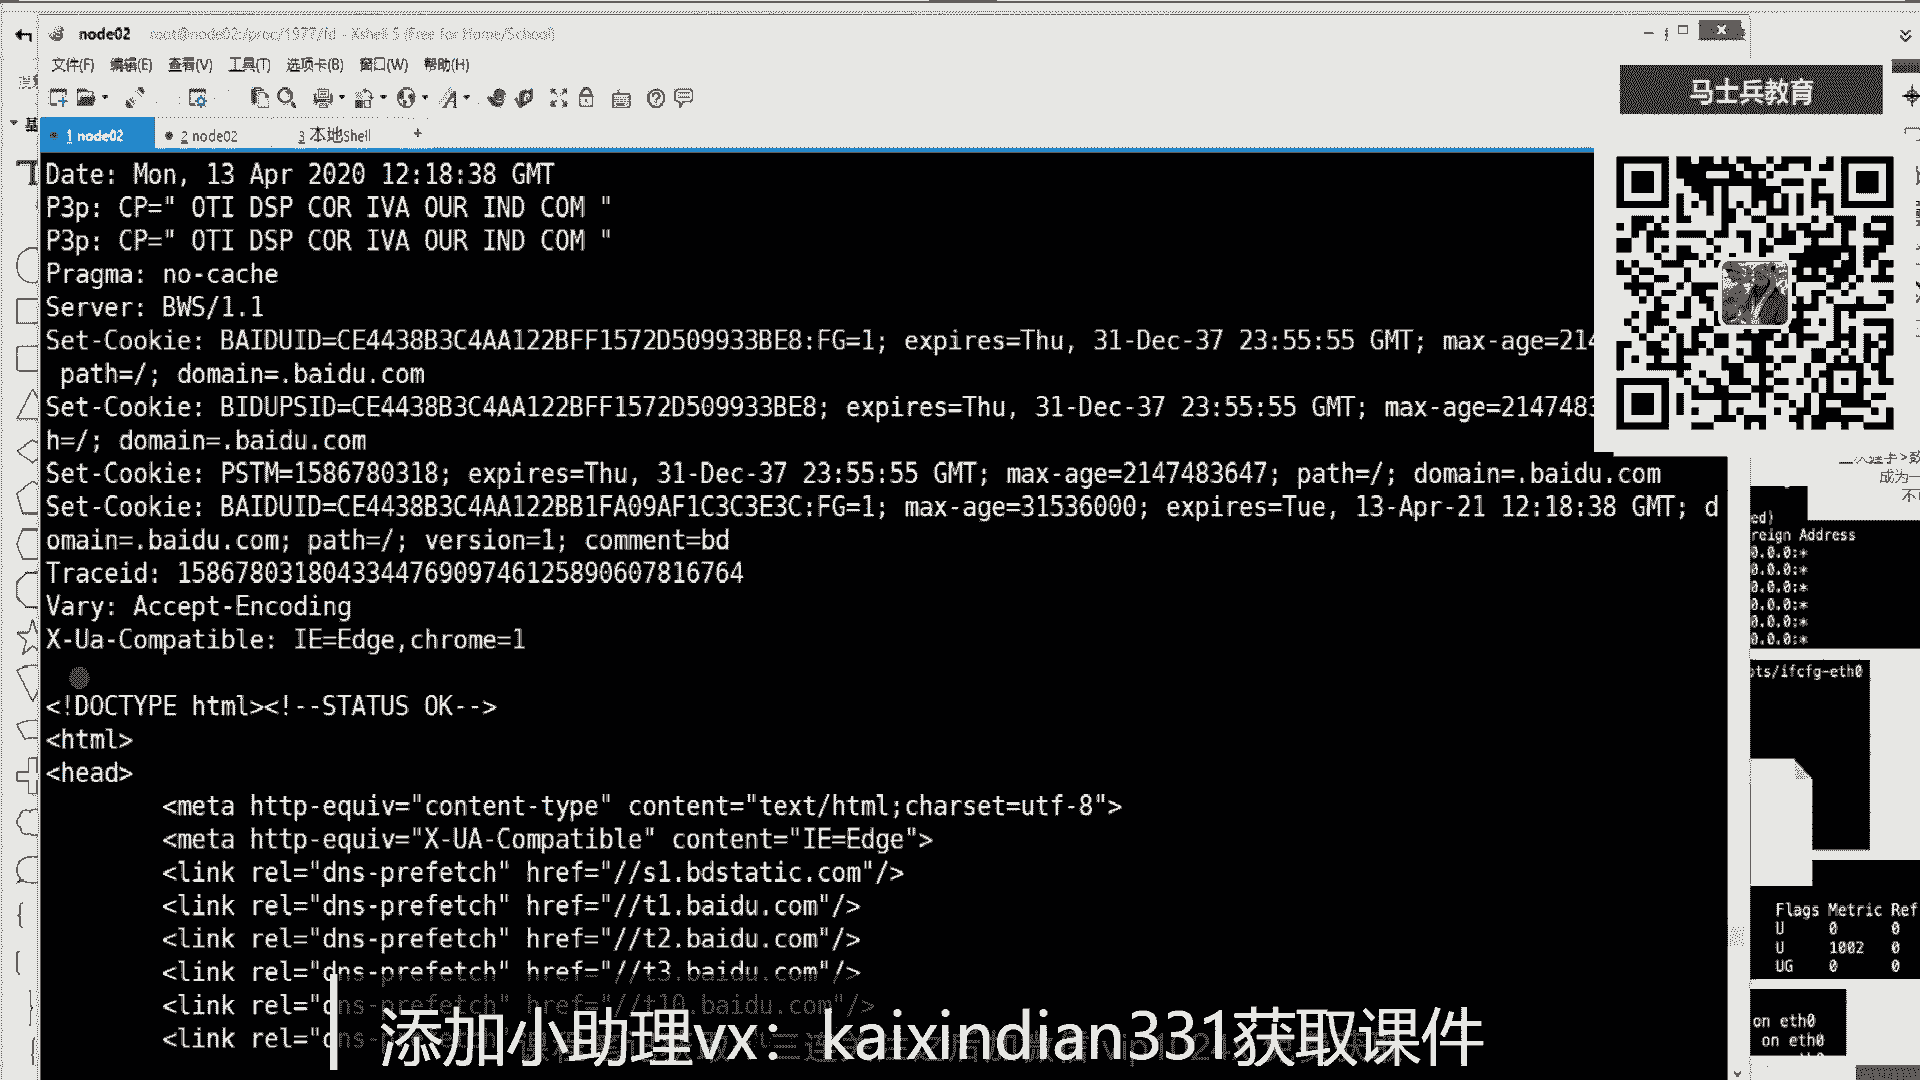 node02 root@node02:/proc/1977/fd - Xshell 5 (Free for Home/School)
文件(F) 编辑(E) 查看(V) 工具(T) 选项卡(B) 窗口(W) 帮助(H)
马士兵教育
1 node02 2 node02 3 本地Shell +
Date: Mon, 13 Apr 2020 12:18:38 GMT
P3p: CP=" OTI DSP COR IVA OUR IND COM "
P3p: CP=" OTI DSP COR IVA OUR IND COM "
Pragma: no-cache
Server: BWS/1.1
Set-Cookie: BAIDUID=CE4438B3C4AA122BFF1572D509933BE8:FG=1; expires=Thu, 31-Dec-37 23:55:55 GMT; max-age=214
path=/; domain=.baidu.com
Set-Cookie: BIDUPSID=CE4438B3C4AA122BFF1572D509933BE8; expires=Thu, 31-Dec-37 23:55:55 GMT; max-age=2147483
h=/; domain=.baidu.com
Set-Cookie: PSTM=1586780318; expires=Thu, 31-Dec-37 23:55:55 GMT; max-age=2147483647; path=/; domain=.baidu.com
Set-Cookie: BAIDUID=CE4438B3C4AA122BB1FA09AF1C3C3E3C:FG=1; max-age=31536000; expires=Tue, 13-Apr-21 12:18:38 GMT; d
omain=.baidu.com; path=/; version=1; comment=bd
Traceid: 1586780318043344769097461258906078167​64
Vary: Accept-Encoding
X-Ua-Compatible: IE=Edge,chrome=1
<!DOCTYPE html><!--STATUS OK-->
<html>
<head>
<meta http-equiv="content-type" content="text/html;charset=utf-8">
<meta http-equiv="X-UA-Compatible" content="IE=Edge">
<link rel="dns-prefetch" href="//s1.bdstatic.com"/>
<link rel="dns-prefetch" href="//t1.baidu.com"/>
<link rel="dns-prefetch" href="//t2.baidu.com"/>
<link rel="dns-prefetch" href="//t3.baidu.com"/>
<link rel="dns-prefetch" href="//t10.baidu.com"/>
<link rel="dns-prefetch"
添加小助理vx：kaixindian331获取课件
成为一
ed)
reign Address
0.0.0:*
0.0.0:*
0.0.0:*
0.0.0:*
0.0.0:*
0.0.0:*
ots/ifcfg-eth0
Flags Metric Ref
U 0 0
U 1002 0
UG 0 0
on eth0
on eth0